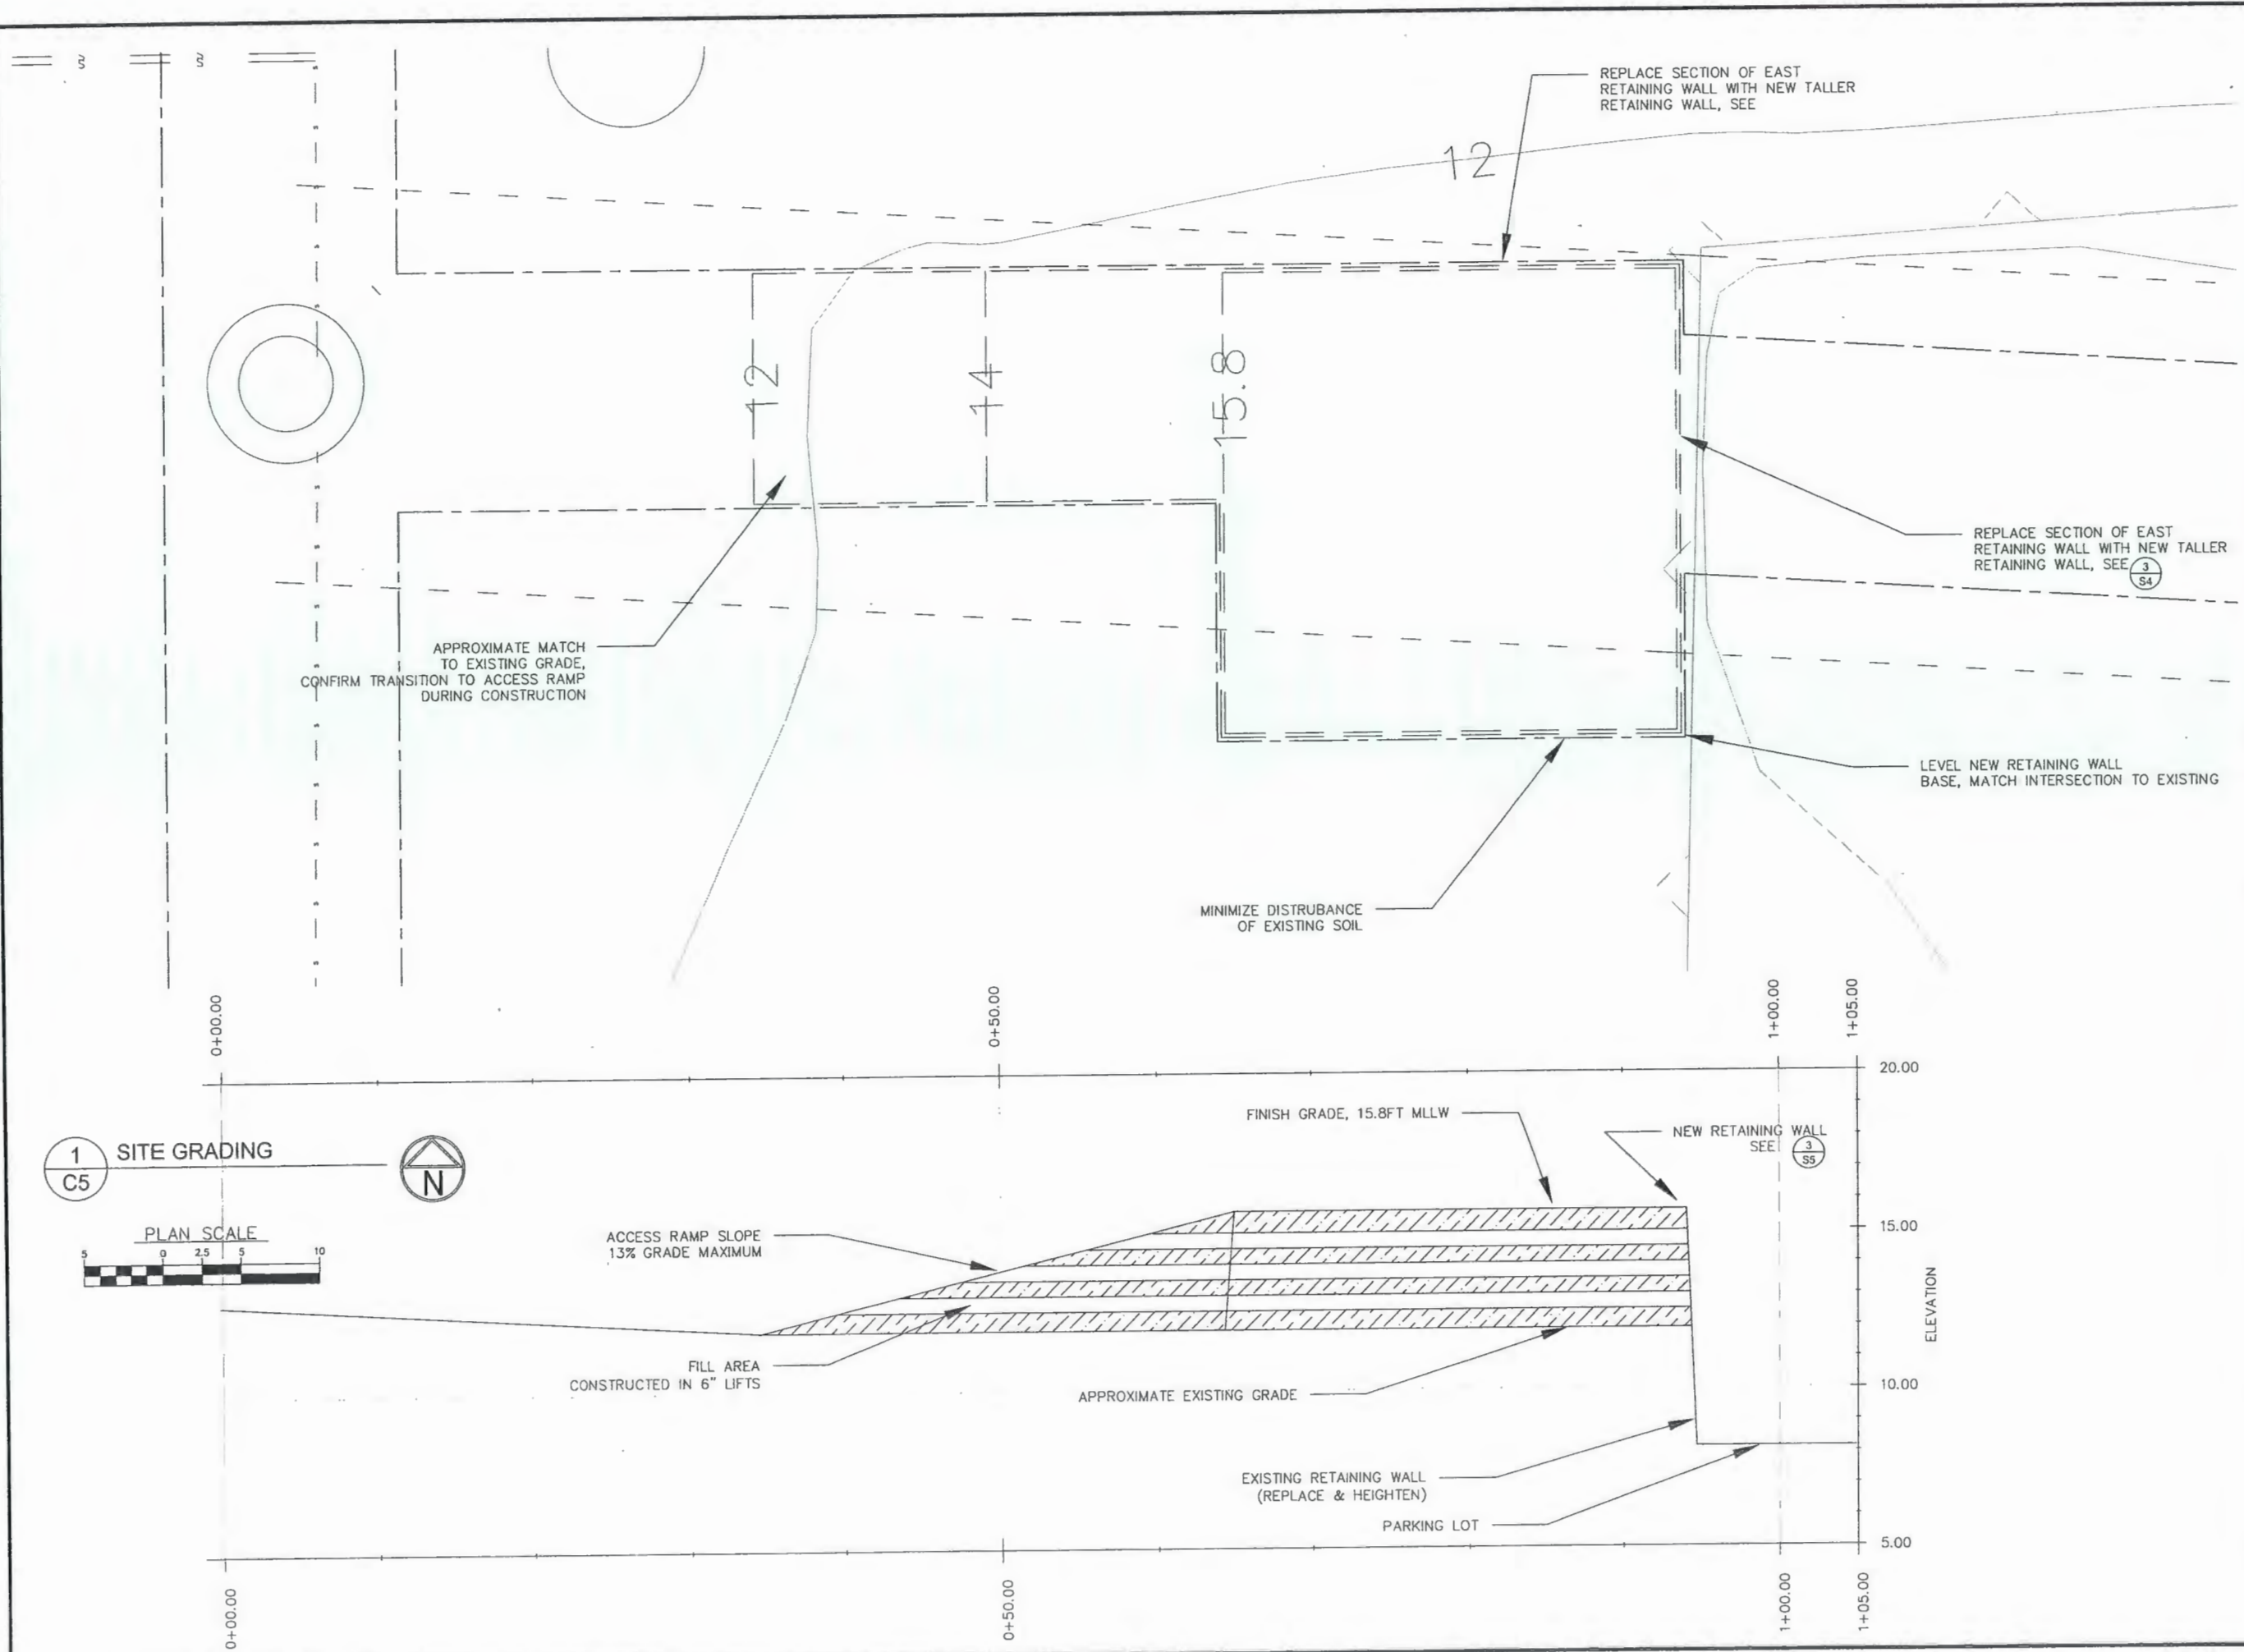 REPLACE SECTION OF EAST
RETAINING WALL WITH NEW TALLER
RETAINING WALL, SEE
12
12
14
15.8
REPLACE SECTION OF EAST
RETAINING WALL WITH NEW TALLER
RETAINING WALL, SEE 3
S4
APPROXIMATE MATCH
TO EXISTING GRADE,
CONFIRM TRANSITION TO ACCESS RAMP
DURING CONSTRUCTION
LEVEL NEW RETAINING WALL
BASE, MATCH INTERSECTION TO EXISTING
MINIMIZE DISTRUBANCE
OF EXISTING SOIL
0+00.00
0+50.00
1+00.00
1+05.00
20.00
FINISH GRADE, 15.8FT MLLW
NEW RETAINING WALL
SEE 3
S5
1
C5
SITE GRADING
N
PLAN SCALE
5 0 2.5 5 10
ACCESS RAMP SLOPE
13% GRADE MAXIMUM
15.00
ELEVATION
FILL AREA
CONSTRUCTED IN 6" LIFTS
APPROXIMATE EXISTING GRADE
10.00
EXISTING RETAINING WALL
(REPLACE & HEIGHTEN)
PARKING LOT
5.00
0+00.00
0+50.00
1+00.00
1+05.00